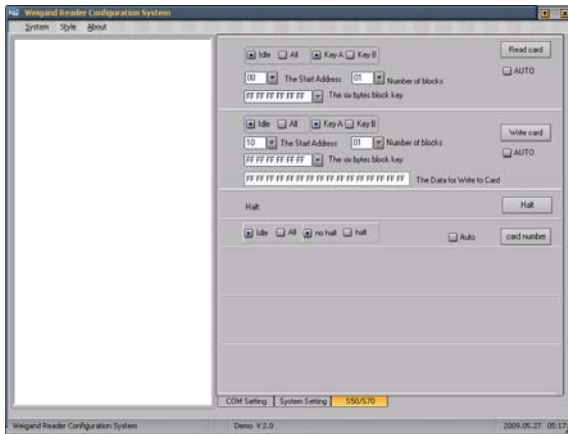 Weigand Reader Configuration System
System Style About
Idle All Key A Key B Read card
00 The Start Address 01 Number of blocks AUTO
FF FF FF FF FF FF The six bytes block key
Idle All Key A Key B
10 The Start Address 01 Number of blocks Write card
FF FF FF FF FF FF The six bytes block key AUTO
FF FF FF FF FF FF FF FF FF FF FF FF FF FF FF FF The Data for Write to Card
Halt Halt
Idle All no halt halt Auto card number
COM Setting System Setting S50/S70
Weigand Reader Configuration System Demo V 2.0 2009.05.27 05:17